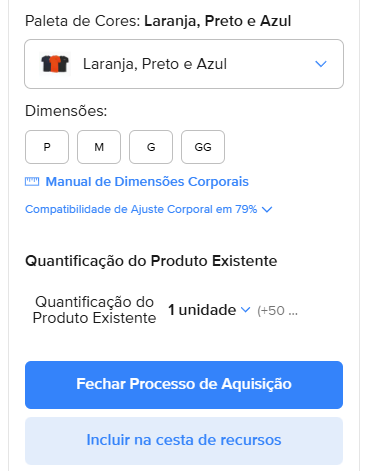 Paleta de Cores: Laranja, Preto e Azul
Laranja, Preto e Azul
Dimensões:
P M G GG
Manual de Dimensões Corporais
Compatibilidade de Ajuste Corporal em 79%
Quantificação do Produto Existente
Quantificação do
Produto Existente 1 unidade (+50 ...
Fechar Processo de Aquisição
Incluir na cesta de recursos